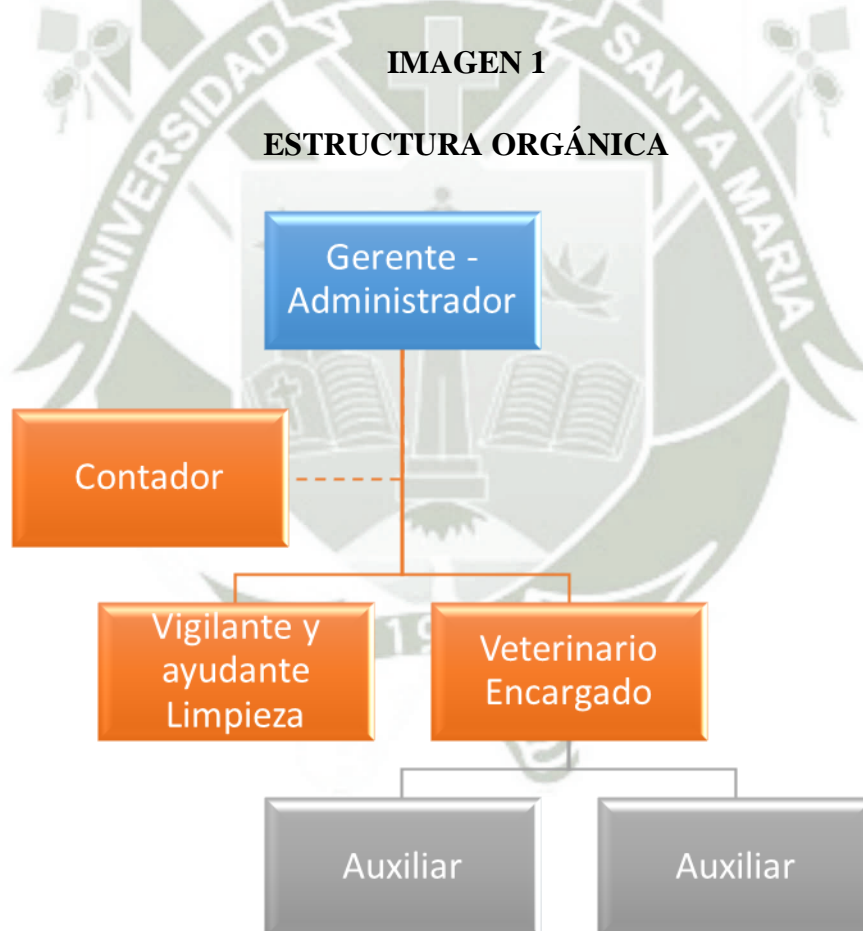 IMAGEN 1
ESTRUCTURA ORGÁNICA
UNIVERSIDAD
SANTA MARIA
Gerente -
Administrador
Contador
Vigilante y
ayudante
Limpieza
Veterinario
Encargado
Auxiliar
Auxiliar